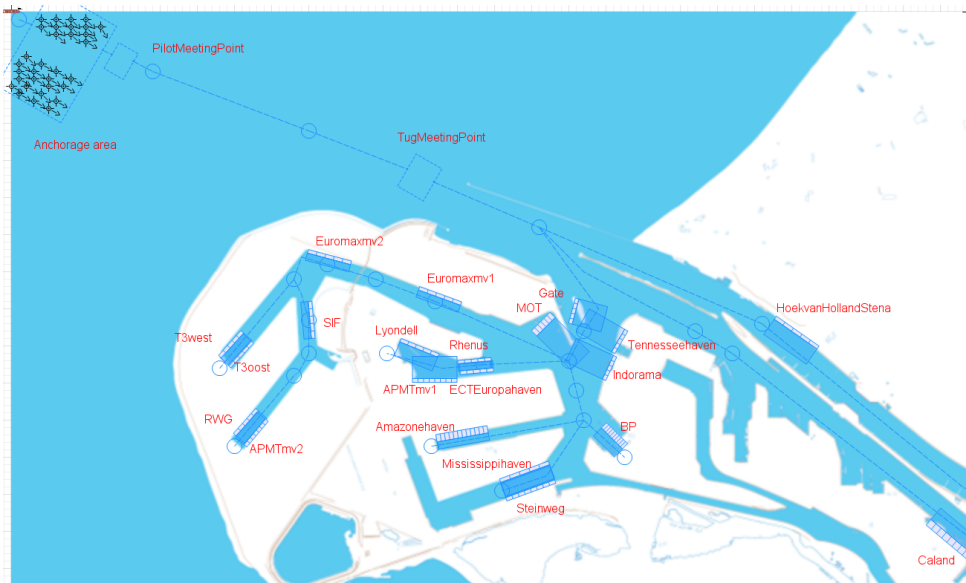 PilotMeetingPoint
TugMeetingPoint
Anchorage area
Euromaxmv2
Euromaxmv1
Gate
MOT
HoekvanHollandStena
SIF
T3west
Lyondell
Rhenus
Tennesseehaven
T3oost
Indorama
APMTmv1
ECTEuropahaven
RWG
Amazonehaven
BP
APMTmv2
Mississippihaven
Steinweg
Caland